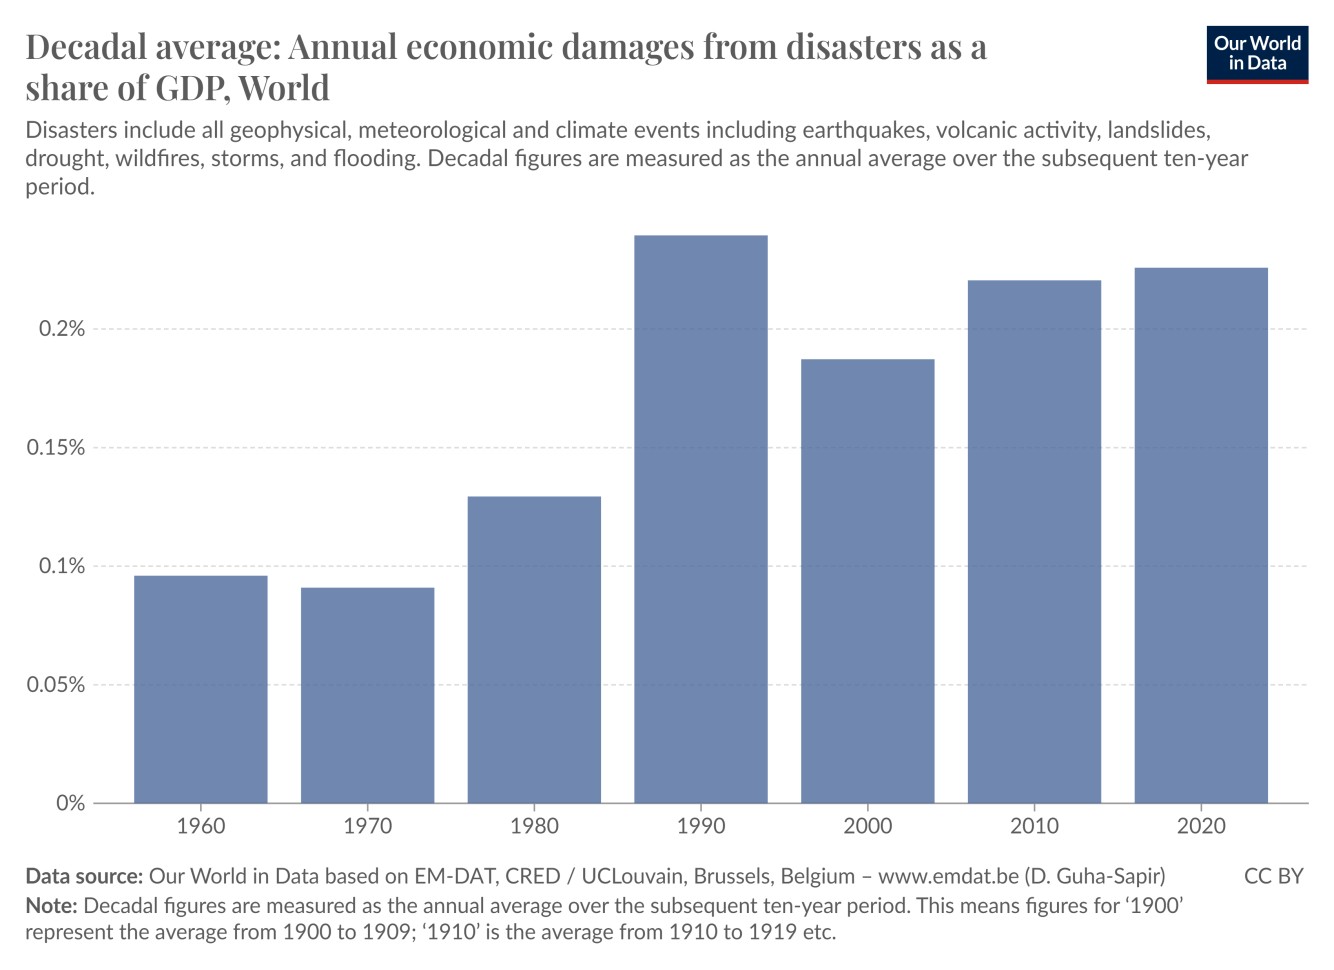 Decadal average: Annual economic damages from disasters as a
share of GDP, World
Our World
in Data
Disasters include all geophysical, meteorological and climate events including earthquakes, volcanic activity, landslides,
drought, wildfires, storms, and flooding. Decadal figures are measured as the annual average over the subsequent ten-year
period.
0.2%
0.15%
0.1%
0.05%
0%
1960 1970 1980 1990 2000 2010 2020
Data source: Our World in Data based on EM-DAT, CRED / UCLouvain, Brussels, Belgium – www.emdat.be (D. Guha-Sapir) CC BY
Note: Decadal figures are measured as the annual average over the subsequent ten-year period. This means figures for ‘1900’
represent the average from 1900 to 1909; ‘1910’ is the average from 1910 to 1919 etc.